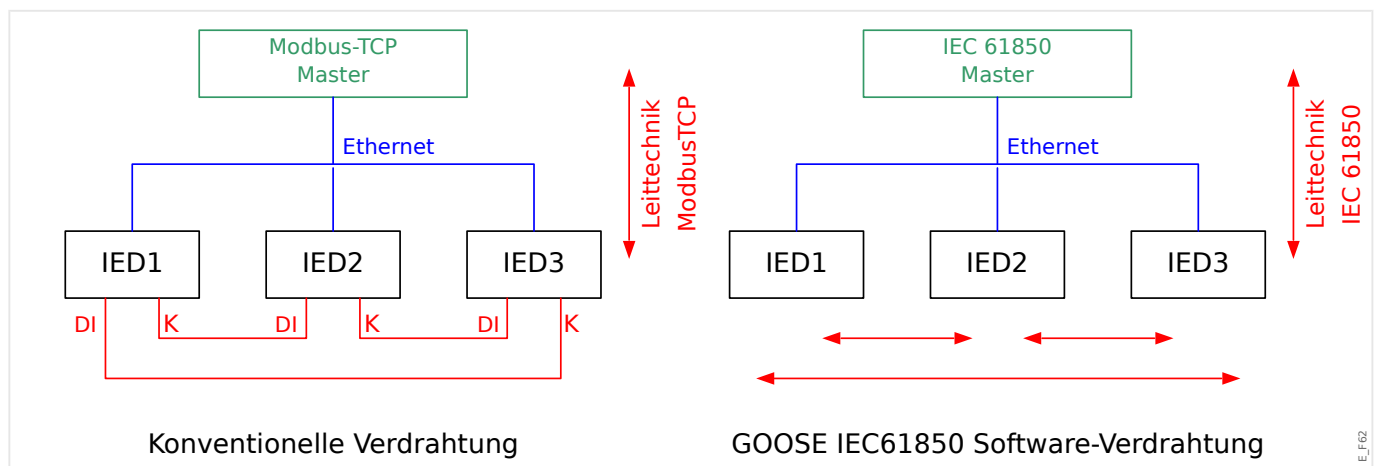 Modbus-TCP
Master
Ethernet
Leittechnik
ModbusTCP
IED1
IED2
IED3
DI
K
DI
K
DI
K
Konventionelle Verdrahtung
IEC 61850
Master
Ethernet
Leittechnik
IEC 61850
IED1
IED2
IED3
GOOSE IEC61850 Software-Verdrahtung
E_F62